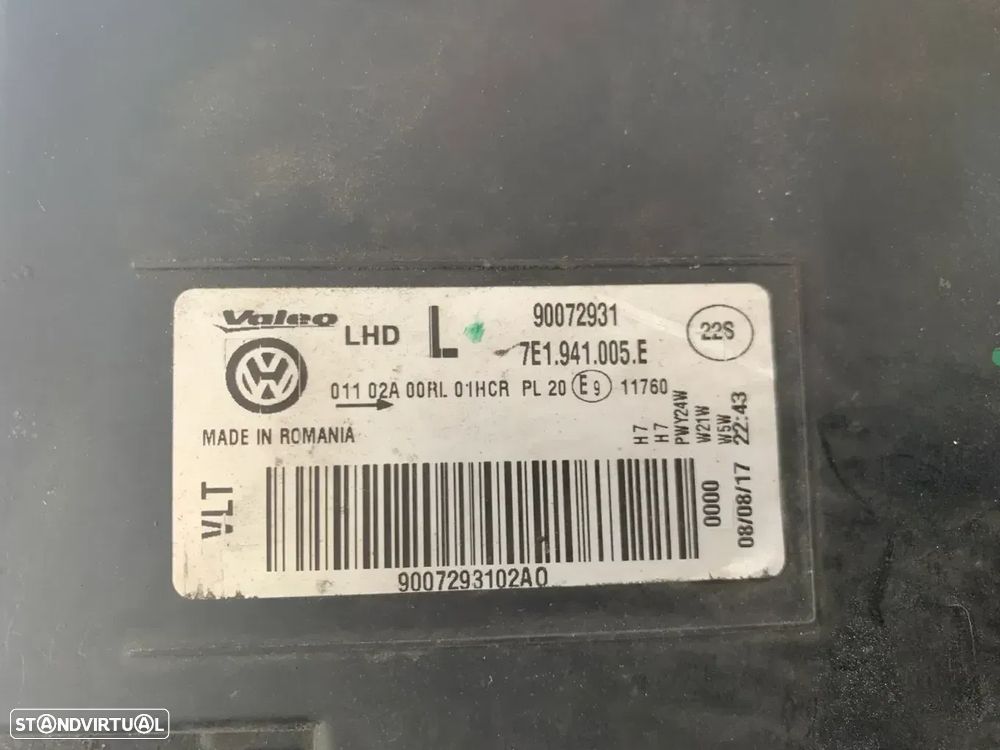 Valeo LHD L 90072931 22S
7E1.941.005.E
011 02A 00RL 01HCR PL 20 E9 11760
MADE IN ROMANIA
H7
H7
PWY24W
W21W
W5W
22:43
VLT
0000
08/08/17
9007293102A0
STANDVIRTUAL